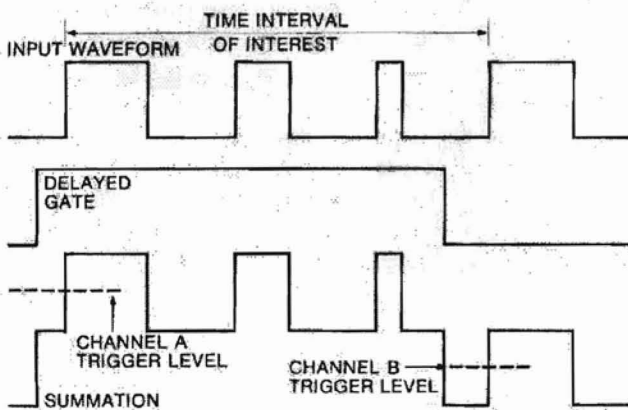 TIME INTERVAL
OF INTEREST
INPUT WAVEFORM
DELAYED
GATE
CHANNEL A
TRIGGER LEVEL
CHANNEL B
TRIGGER LEVEL
SUMMATION